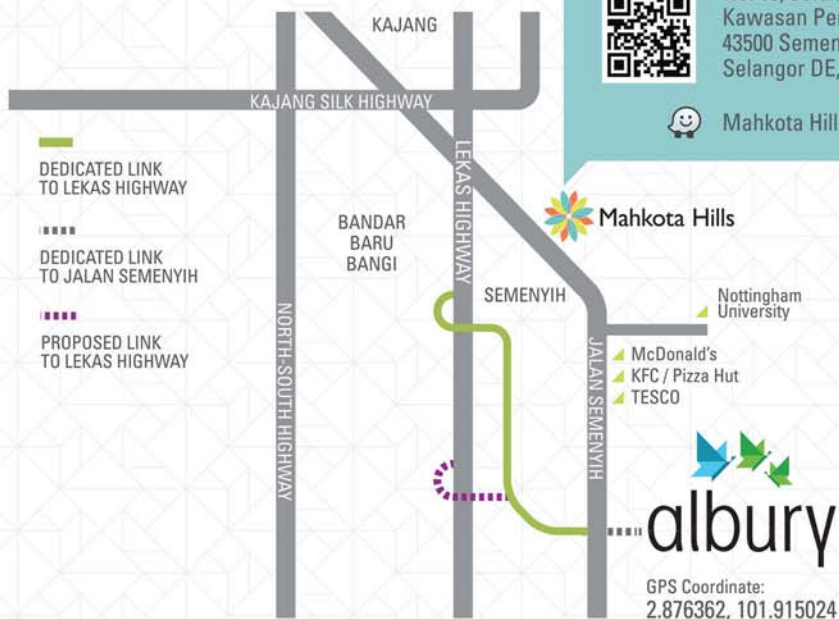 KAJANG
Kawasan Per
43500 Semen
Selangor DE,
KAJANG SILK HIGHWAY
Mahkota Hill
LEKAS HIGHWAY
DEDICATED LINK
TO LEKAS HIGHWAY
DEDICATED LINK
TO JALAN SEMENYIH
PROPOSED LINK
TO LEKAS HIGHWAY
BANDAR
BARU
BANGI
Mahkota Hills
SEMENYIH
NORTH-SOUTH HIGHWAY
Nottingham
University
JALAN SEMENYIH
McDonald's
KFC / Pizza Hut
TESCO
albury
GPS Coordinate:
2.876362, 101.915024